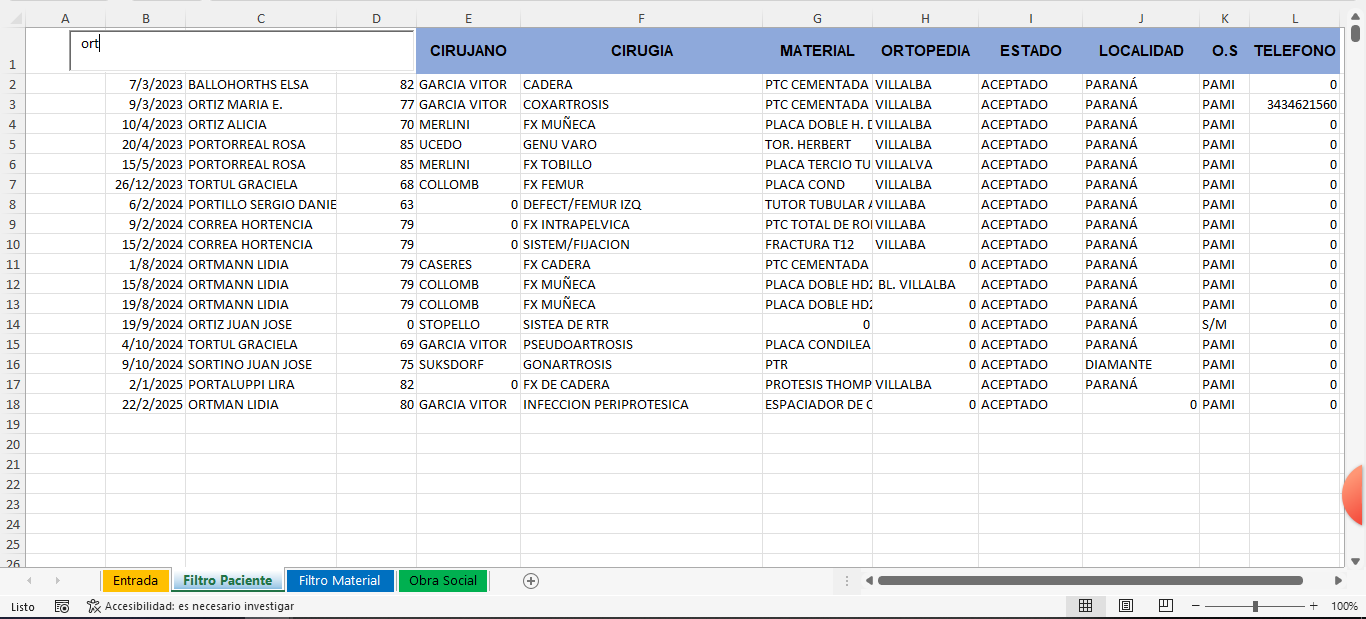 A B C D E F G H I J K L
ort
1 CIRUJANO CIRUGIA MATERIAL ORTOPEDIA ESTADO LOCALIDAD O.S TELEFONO
2 7/3/2023 BALLOHORTHS ELSA 82 GARCIA VITOR CADERA PTC CEMENTADA VILLALBA ACEPTADO PARANÁ PAMI 0
3 9/3/2023 ORTIZ MARIA E. 77 GARCIA VITOR COXARTROSIS PTC CEMENTADA VILLALBA ACEPTADO PARANÁ PAMI 3434621560
4 10/4/2023 ORTIZ ALICIA 70 MERLINI FX MUÑECA PLACA DOBLE H. VILLALBA ACEPTADO PARANÁ PAMI 0
5 20/4/2023 PORTORREAL ROSA 85 UCEDO GENU VARO TOR. HERBERT VILLALBA ACEPTADO PARANÁ PAMI 0
6 15/5/2023 PORTORREAL ROSA 85 MERLINI FX TOBILLO PLACA TERCIO TU VILLALVA ACEPTADO PARANÁ PAMI 0
7 26/12/2023 TORTUL GRACIELA 68 COLLOMB FX FEMUR PLACA COND VILLALBA ACEPTADO PARANÁ PAMI 0
8 6/2/2024 PORTILLO SERGIO DANIE 63 0 DEFECT/FEMUR IZQ TUTOR TUBULAR VILLABA ACEPTADO PARANÁ PAMI 0
9 9/2/2024 CORREA HORTENCIA 79 0 FX INTRAPELVICA PTC TOTAL DE RO VILLALBA ACEPTADO PARANÁ PAMI 0
10 15/2/2024 CORREA HORTENCIA 79 0 SISTEM/FIJACION FRACTURA T12 VILLABA ACEPTADO PARANÁ PAMI 0
11 1/8/2024 ORTMANN LIDIA 79 CASERES FX CADERA PTC CEMENTADA 0 ACEPTADO PARANÁ PAMI 0
12 15/8/2024 ORTMANN LIDIA 79 COLLOMB FX MUÑECA PLACA DOBLE HD2 BL. VILLALBA ACEPTADO PARANÁ PAMI 0
13 19/8/2024 ORTMANN LIDIA 79 COLLOMB FX MUÑECA PLACA DOBLE HD2 0 ACEPTADO PARANÁ PAMI 0
14 19/9/2024 ORTIZ JUAN JOSE 0 STOPELLO SISTEA DE RTR 0 0 ACEPTADO PARANÁ S/M 0
15 4/10/2024 TORTUL GRACIELA 69 GARCIA VITOR PSEUDOARTROSIS PLACA CONDILEA 0 ACEPTADO PARANÁ PAMI 0
16 9/10/2024 SORTINO JUAN JOSE 75 SUKSDORF GONARTROSIS PTR 0 ACEPTADO DIAMANTE PAMI 0
17 2/1/2025 PORTALUPPI LIRA 82 0 FX DE CADERA PROTESIS THOMP VILLALBA ACEPTADO PARANÁ PAMI 0
18 22/2/2025 ORTMAN LIDIA 80 GARCIA VITOR INFECCION PERIPROTESICA ESPACIADOR DE C 0 ACEPTADO 0 PAMI 0
19
20
21
22
23
24
25
26
Entrada Filtro Paciente Filtro Material Obra Social
Listo Accesibilidad: es necesario investigar 100%